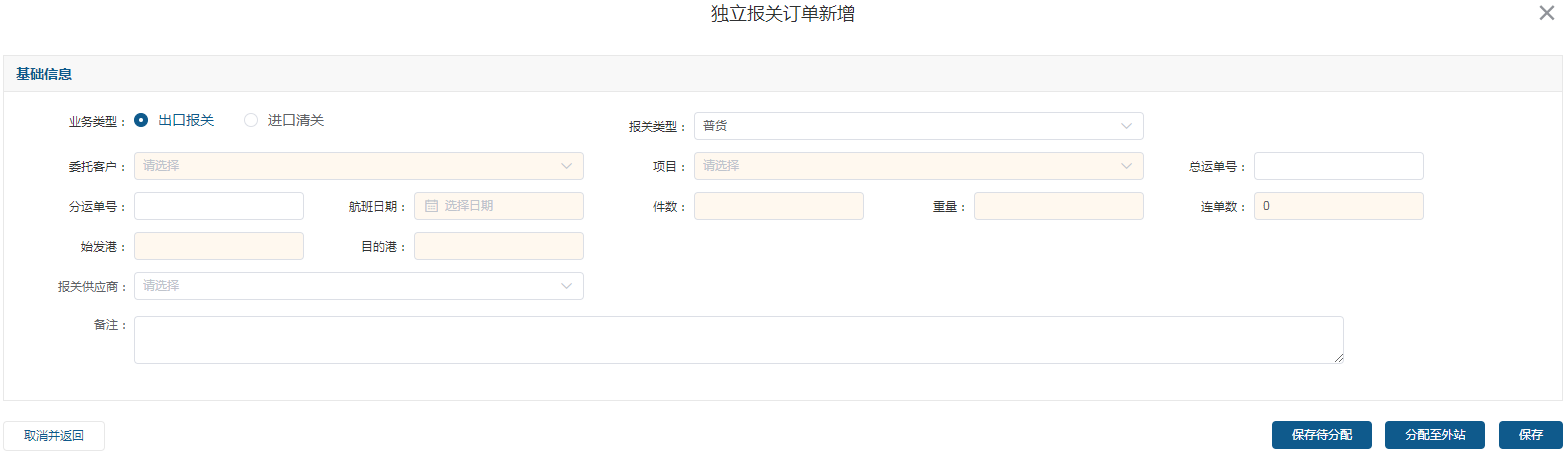 独立报关订单新增
基础信息
业务类型： 出口报关 进口清关 报关类型： 普货
委托客户： 请选择 项目： 请选择 总运单号：
分运单号： 航班日期： 选择日期 件数： 重量： 连单数： 0
始发港： 目的港：
报关供应商： 请选择
备注：
取消并返回 保存待分配 分配至外站 保存